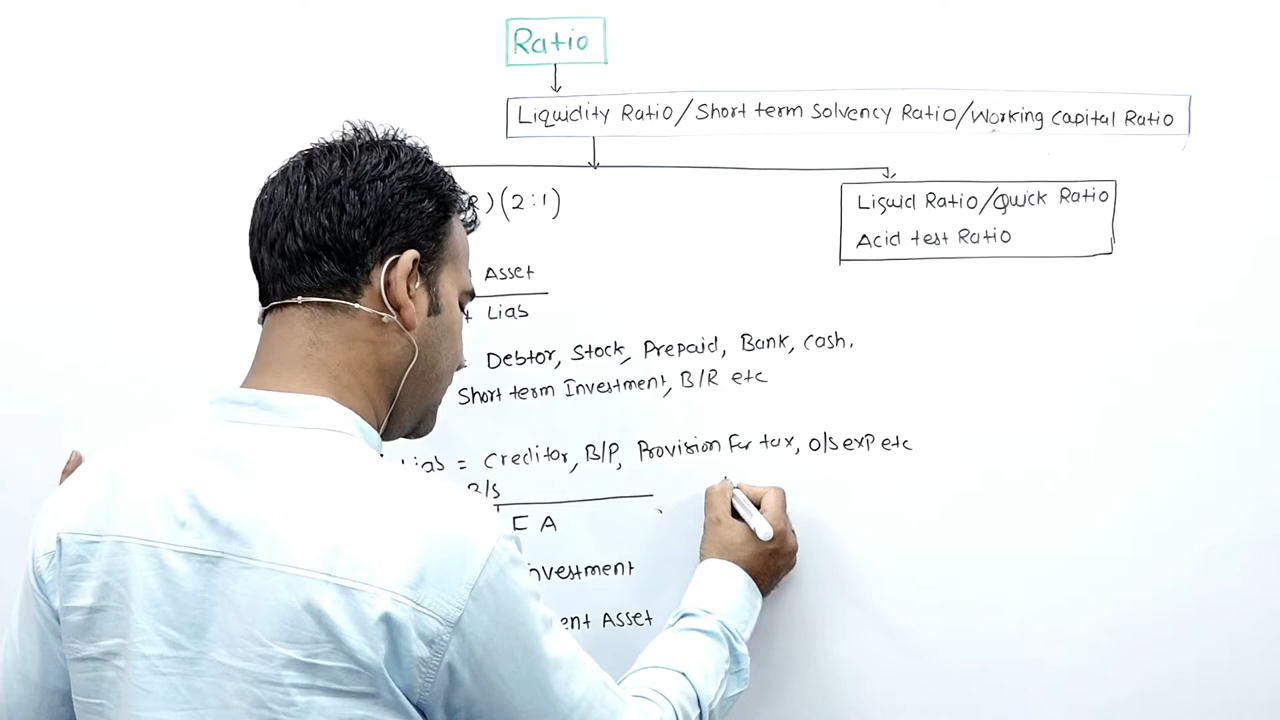 Ratio
Liquidity Ratio/Short term Solvency Ratio/Working Capital Ratio
R) (2:1)
Liquid Ratio/Quick Ratio
Acid test Ratio
Asset
t Liab
= Debtor, Stock, Prepaid, Bank, Cash,
Short term Investment, B/R etc
Liab = Creditor, B/P, Provision For tax, O/S exp etc
B/S
F A
Investment
ent Asset